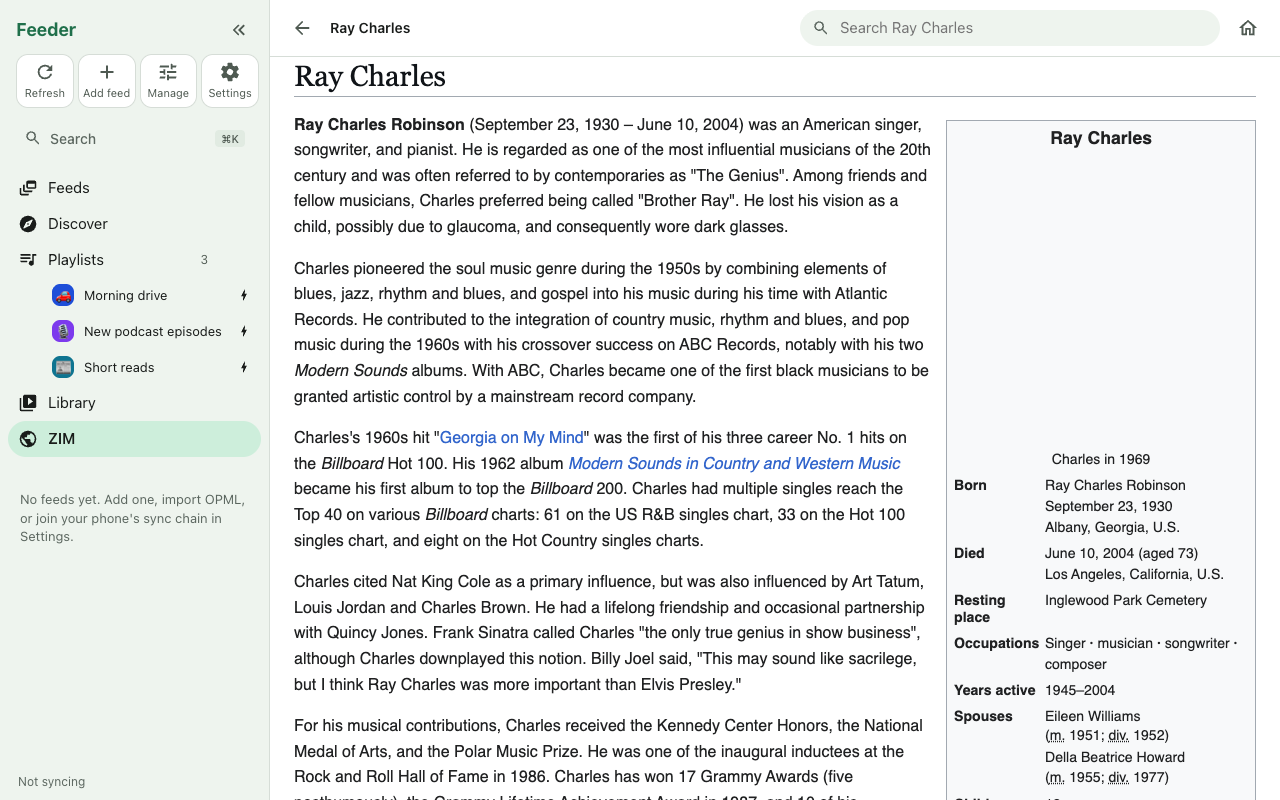 Feeder
Refresh
Add feed
Manage
Settings
Search
⌘K
Feeds
Discover
Playlists 3
Morning drive
New podcast episodes
Short reads
Library
ZIM
No feeds yet. Add one, import OPML,
or join your phone's sync chain in
Settings.
Not syncing
Ray Charles
Search Ray Charles
Ray Charles
Ray Charles Robinson (September 23, 1930 – June 10, 2004) was an American singer,
songwriter, and pianist. He is regarded as one of the most influential musicians of the 20th
century and was often referred to by contemporaries as "The Genius". Among friends and
fellow musicians, Charles preferred being called "Brother Ray". He lost his vision as a
child, possibly due to glaucoma, and consequently wore dark glasses.
Charles pioneered the soul music genre during the 1950s by combining elements of
blues, jazz, rhythm and blues, and gospel into his music during his time with Atlantic
Records. He contributed to the integration of country music, rhythm and blues, and pop
music during the 1960s with his crossover success on ABC Records, notably with his two
Modern Sounds albums. With ABC, Charles became one of the first black musicians to be
granted artistic control by a mainstream record company.
Charles's 1960s hit "Georgia on My Mind" was the first of his three career No. 1 hits on
the Billboard Hot 100. His 1962 album Modern Sounds in Country and Western Music
became his first album to top the Billboard 200. Charles had multiple singles reach the
Top 40 on various Billboard charts: 61 on the US R&B singles chart, 33 on the Hot 100
singles chart, and eight on the Hot Country singles charts.
Charles cited Nat King Cole as a primary influence, but was also influenced by Art Tatum,
Louis Jordan and Charles Brown. He had a lifelong friendship and occasional partnership
with Quincy Jones. Frank Sinatra called Charles "the only true genius in show business",
although Charles downplayed this notion. Billy Joel said, "This may sound like sacrilege,
but I think Ray Charles was more important than Elvis Presley."
For his musical contributions, Charles received the Kennedy Center Honors, the National
Medal of Arts, and the Polar Music Prize. He was one of the inaugural inductees at the
Rock and Roll Hall of Fame in 1986. Charles has won 17 Grammy Awards (five
Ray Charles
Charles in 1969
Born Ray Charles Robinson
September 23, 1930
Albany, Georgia, U.S.
Died June 10, 2004 (aged 73)
Los Angeles, California, U.S.
Resting place Inglewood Park Cemetery
Occupations Singer · musician · songwriter ·
composer
Years active 1945–2004
Spouses Eileen Williams
(m. 1951; div. 1952)
Della Beatrice Howard
(m. 1955; div. 1977)